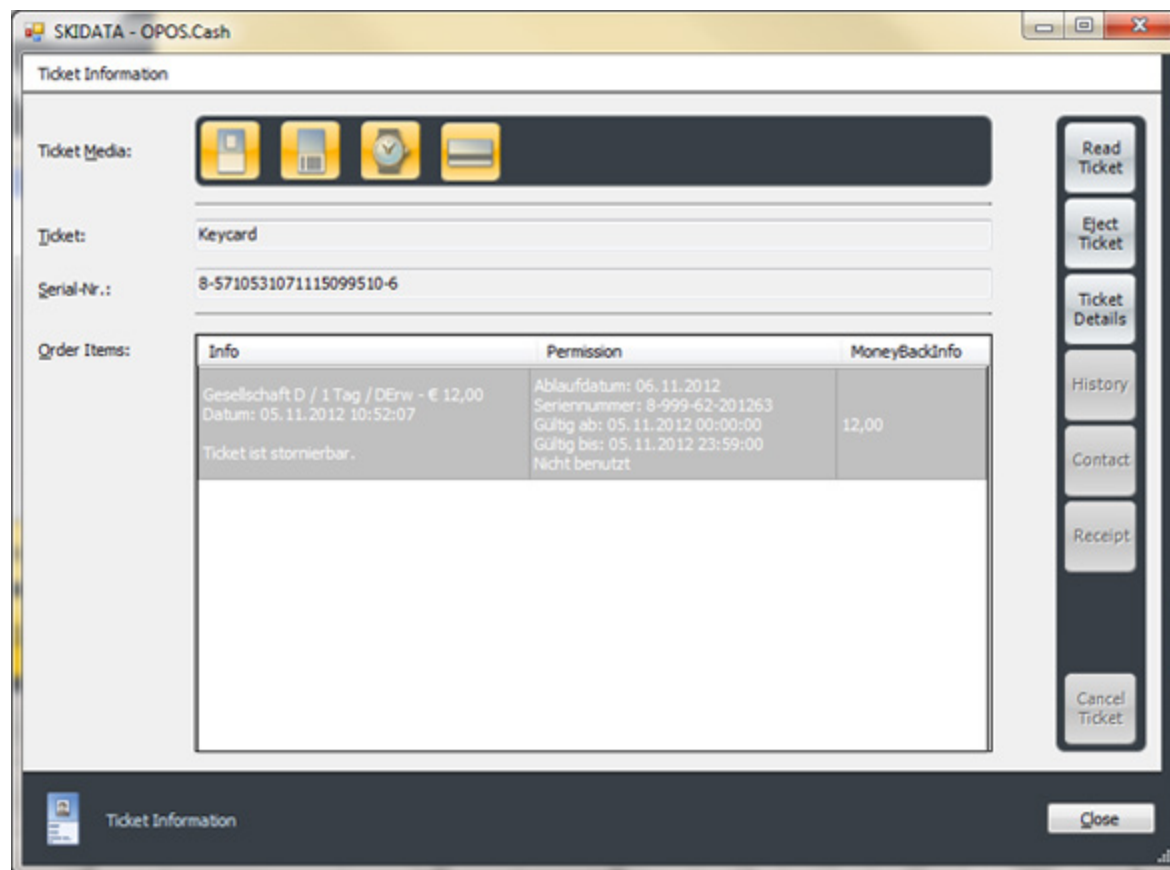 SKIDATA - OPOS.Cash
Ticket Information
Ticket Media:
Ticket: Keycard
Serial-Nr.: 8-5710531071115099510-6
Order Items:
Info Permission MoneyBackInfo
Gesellschaft D / 1 Tag / DErw - € 12,00
Datum: 05.11.2012 10:52:07
Ticket ist stornierbar.
Ablaufdatum: 06.11.2012
Seriennummer: 8-999-62-201263
Gültig ab: 05.11.2012 00:00:00
Gültig bis: 05.11.2012 23:59:00
Nicht benutzt
12,00
Read
Ticket
Eject
Ticket
Ticket
Details
History
Contact
Receipt
Cancel
Ticket
Ticket Information
Close